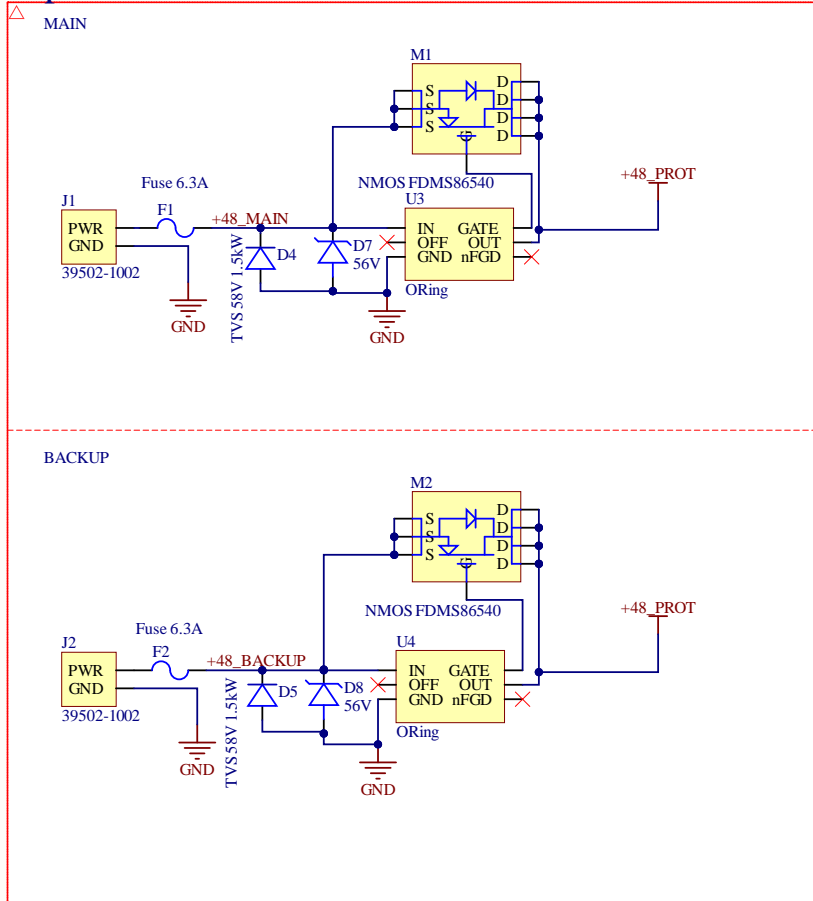 MAIN
M1
S
D
S
D
S
D
G
D
NMOS FDMS86540
+48_PROT
Fuse 6.3A
J1
F1
+48_MAIN
U3
PWR
GND
39502-1002
GND
TVS 58V 1.5kW
D4
D7
56V
IN GATE
OFF OUT
GND nFGD
ORing
GND
BACKUP
M2
S
D
S
D
S
D
G
D
NMOS FDMS86540
+48_PROT
Fuse 6.3A
J2
F2
+48_BACKUP
U4
PWR
GND
39502-1002
GND
TVS 58V 1.5kW
D5
D8
56V
IN GATE
OFF OUT
GND nFGD
ORing
GND